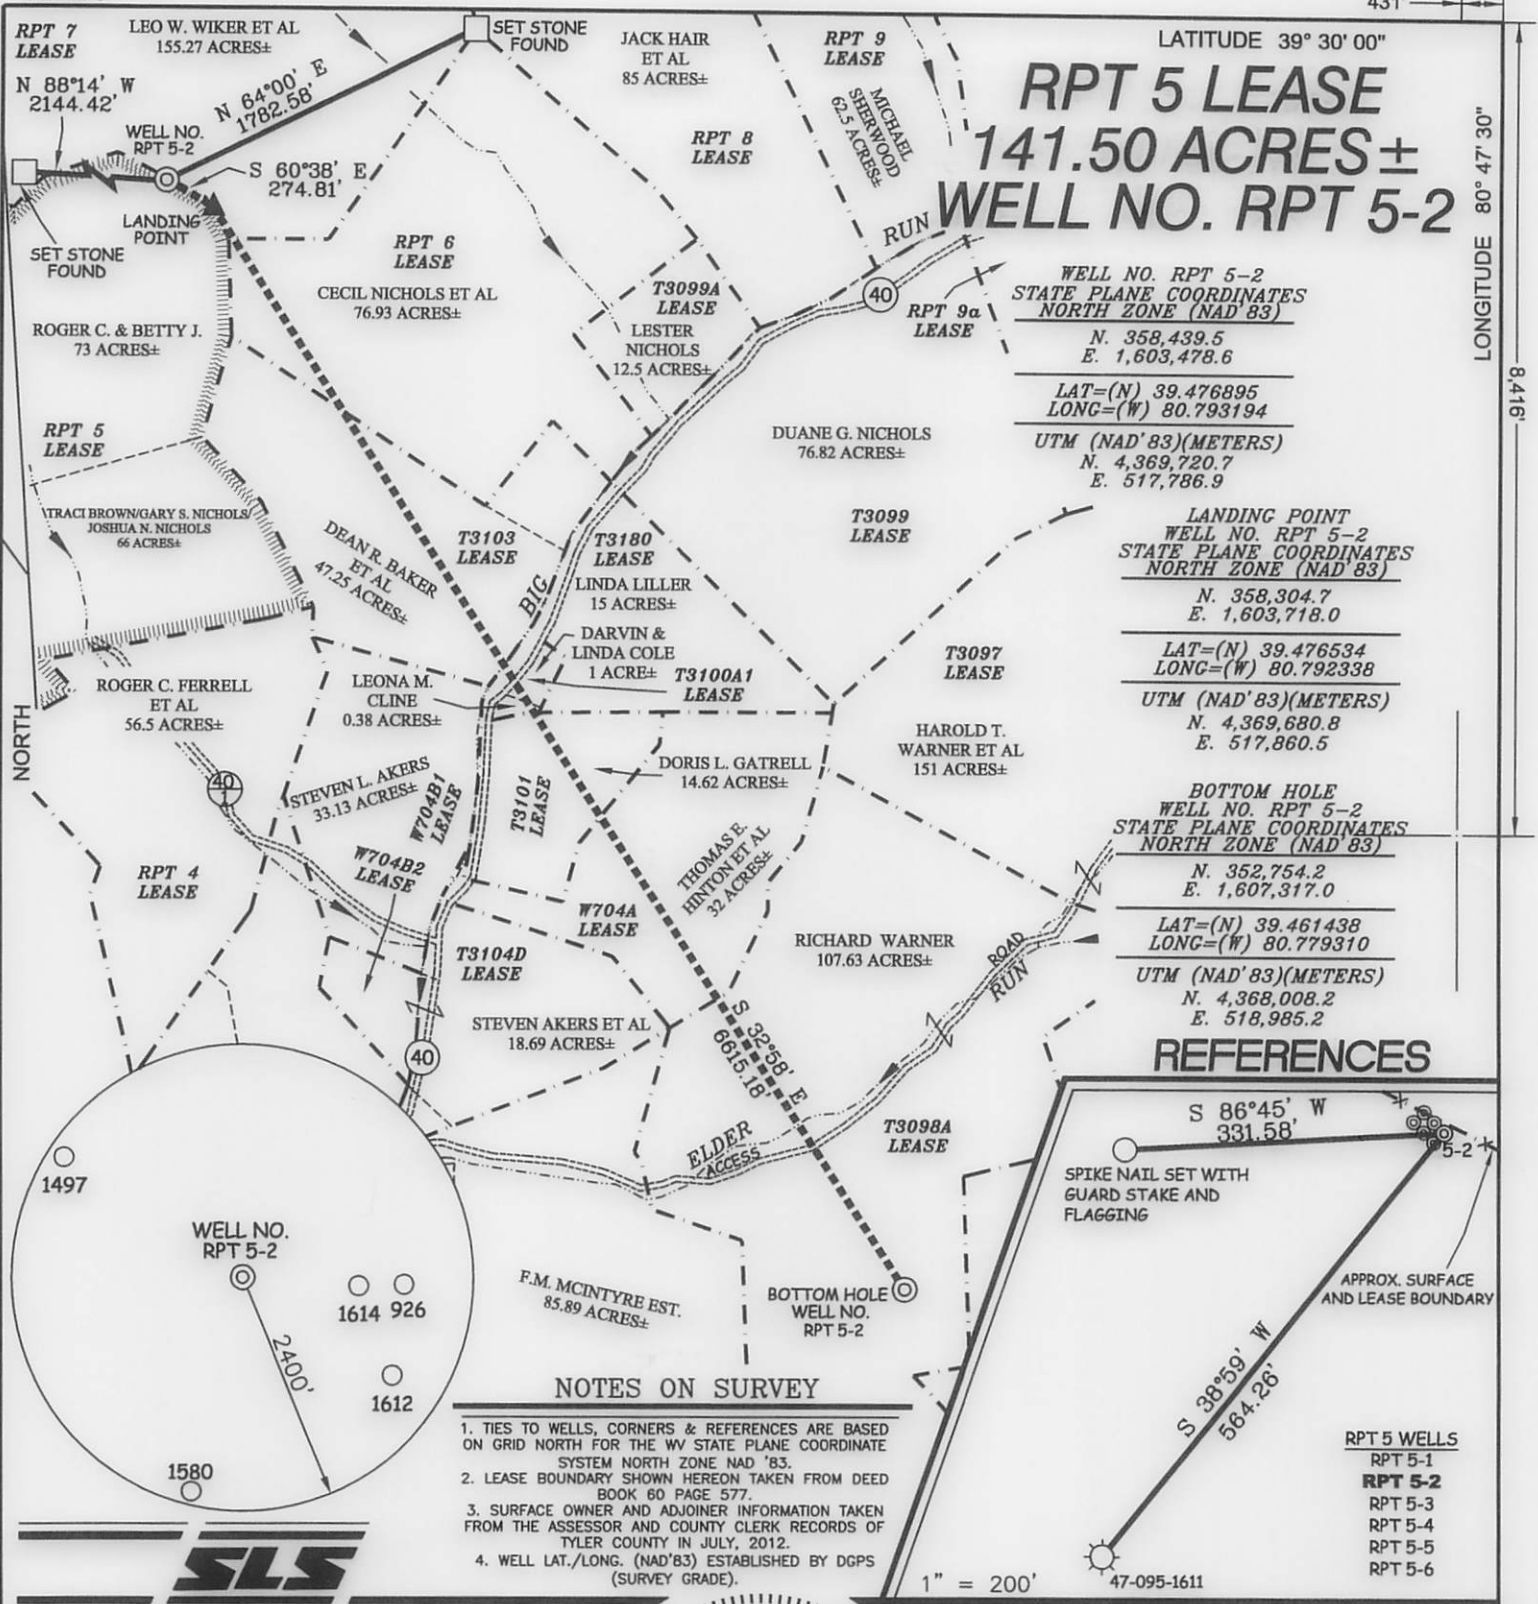 431'
RPT 7
LEASE
LEO W. WIKER ET AL
155.27 ACRES±
SET STONE
FOUND
JACK HAIR
ET AL
85 ACRES±
RPT 9
LEASE
LATITUDE 39° 30' 00"
RPT 5 LEASE
141.50 ACRES ±
WELL NO. RPT 5-2
LONGITUDE 80° 47' 30"
8,416'
N 88°14' W
2144.42'
N 64°00' E
1782.58'
WELL NO.
RPT 5-2
S 60°38' E
274.81'
RPT 8
LEASE
MICHAEL
SHERWOOD
62.5 ACRES±
LANDING
POINT
SET STONE
FOUND
RPT 6
LEASE
CECIL NICHOLS ET AL
76.93 ACRES±
T3099A
LEASE
LESTER
NICHOLS
12.5 ACRES±
RUN
40
RPT 9a
LEASE
ROGER C. & BETTY J.
73 ACRES±
WELL NO. RPT 5-2
STATE PLANE COORDINATES
NORTH ZONE (NAD'83)
N. 358,439.5
E. 1,603,478.6
LAT=(N) 39.476895
LONG=(W) 80.793194
UTM (NAD'83)(METERS)
N. 4,369,720.7
E. 517,786.9
RPT 5
LEASE
DUANE G. NICHOLS
76.82 ACRES±
TRACI BROWN/GARY S. NICHOLS/
JOSHUA N. NICHOLS
66 ACRES±
DEAN R. BAKER
ET AL
47.25 ACRES±
T3103
LEASE
T3180
LEASE
T3099
LEASE
BIG
LINDA LILLER
15 ACRES±
DARVIN &
LINDA COLE
1 ACRE±
T3100A1
LEASE
T3097
LEASE
LANDING POINT
WELL NO. RPT 5-2
STATE PLANE COORDINATES
NORTH ZONE (NAD'83)
N. 358,304.7
E. 1,603,718.0
LAT=(N) 39.476534
LONG=(W) 80.792338
UTM (NAD'83)(METERS)
N. 4,369,680.8
E. 517,860.5
NORTH
ROGER C. FERRELL
ET AL
56.5 ACRES±
LEONA M.
CLINE
0.38 ACRES±
HAROLD T.
WARNER ET AL
151 ACRES±
DORIS L. GATRELL
14.62 ACRES±
40
1
STEVEN L. AKERS
33.13 ACRES±
W704B1
LEASE
T3101
LEASE
THOMAS E.
HINTON ET AL
32 ACRES±
BOTTOM HOLE
WELL NO. RPT 5-2
STATE PLANE COORDINATES
NORTH ZONE (NAD'83)
N. 352,754.2
E. 1,607,317.0
LAT=(N) 39.461438
LONG=(W) 80.779310
UTM (NAD'83)(METERS)
N. 4,368,008.2
E. 518,985.2
RPT 4
LEASE
W704B2
LEASE
W704A
LEASE
T3104D
LEASE
RICHARD WARNER
107.63 ACRES±
ROAD
RUN
STEVEN AKERS ET AL
18.69 ACRES±
40
S 32°58' E
6615.18'
T3098A
LEASE
ELDER
ACCESS
F.M. MCINTYRE EST.
85.89 ACRES±
BOTTOM HOLE
WELL NO.
RPT 5-2
1497
WELL NO.
RPT 5-2
1614 926
2400'
1612
1580
REFERENCES
S 86°45' W
331.58'
5-2
SPIKE NAIL SET WITH
GUARD STAKE AND
FLAGGING
APPROX. SURFACE
AND LEASE BOUNDARY
S 38°59' W
564.26'
RPT 5 WELLS
RPT 5-1
RPT 5-2
RPT 5-3
RPT 5-4
RPT 5-5
RPT 5-6
1" = 200'
47-095-1611
NOTES ON SURVEY
1. TIES TO WELLS, CORNERS & REFERENCES ARE BASED
ON GRID NORTH FOR THE WV STATE PLANE COORDINATE
SYSTEM NORTH ZONE NAD '83.
2. LEASE BOUNDARY SHOWN HEREON TAKEN FROM DEED
BOOK 60 PAGE 577.
3. SURFACE OWNER AND ADJOINER INFORMATION TAKEN
FROM THE ASSESSOR AND COUNTY CLERK RECORDS OF
TYLER COUNTY IN JULY, 2012.
4. WELL LAT./LONG. (NAD'83) ESTABLISHED BY DGPS
(SURVEY GRADE).
SLS